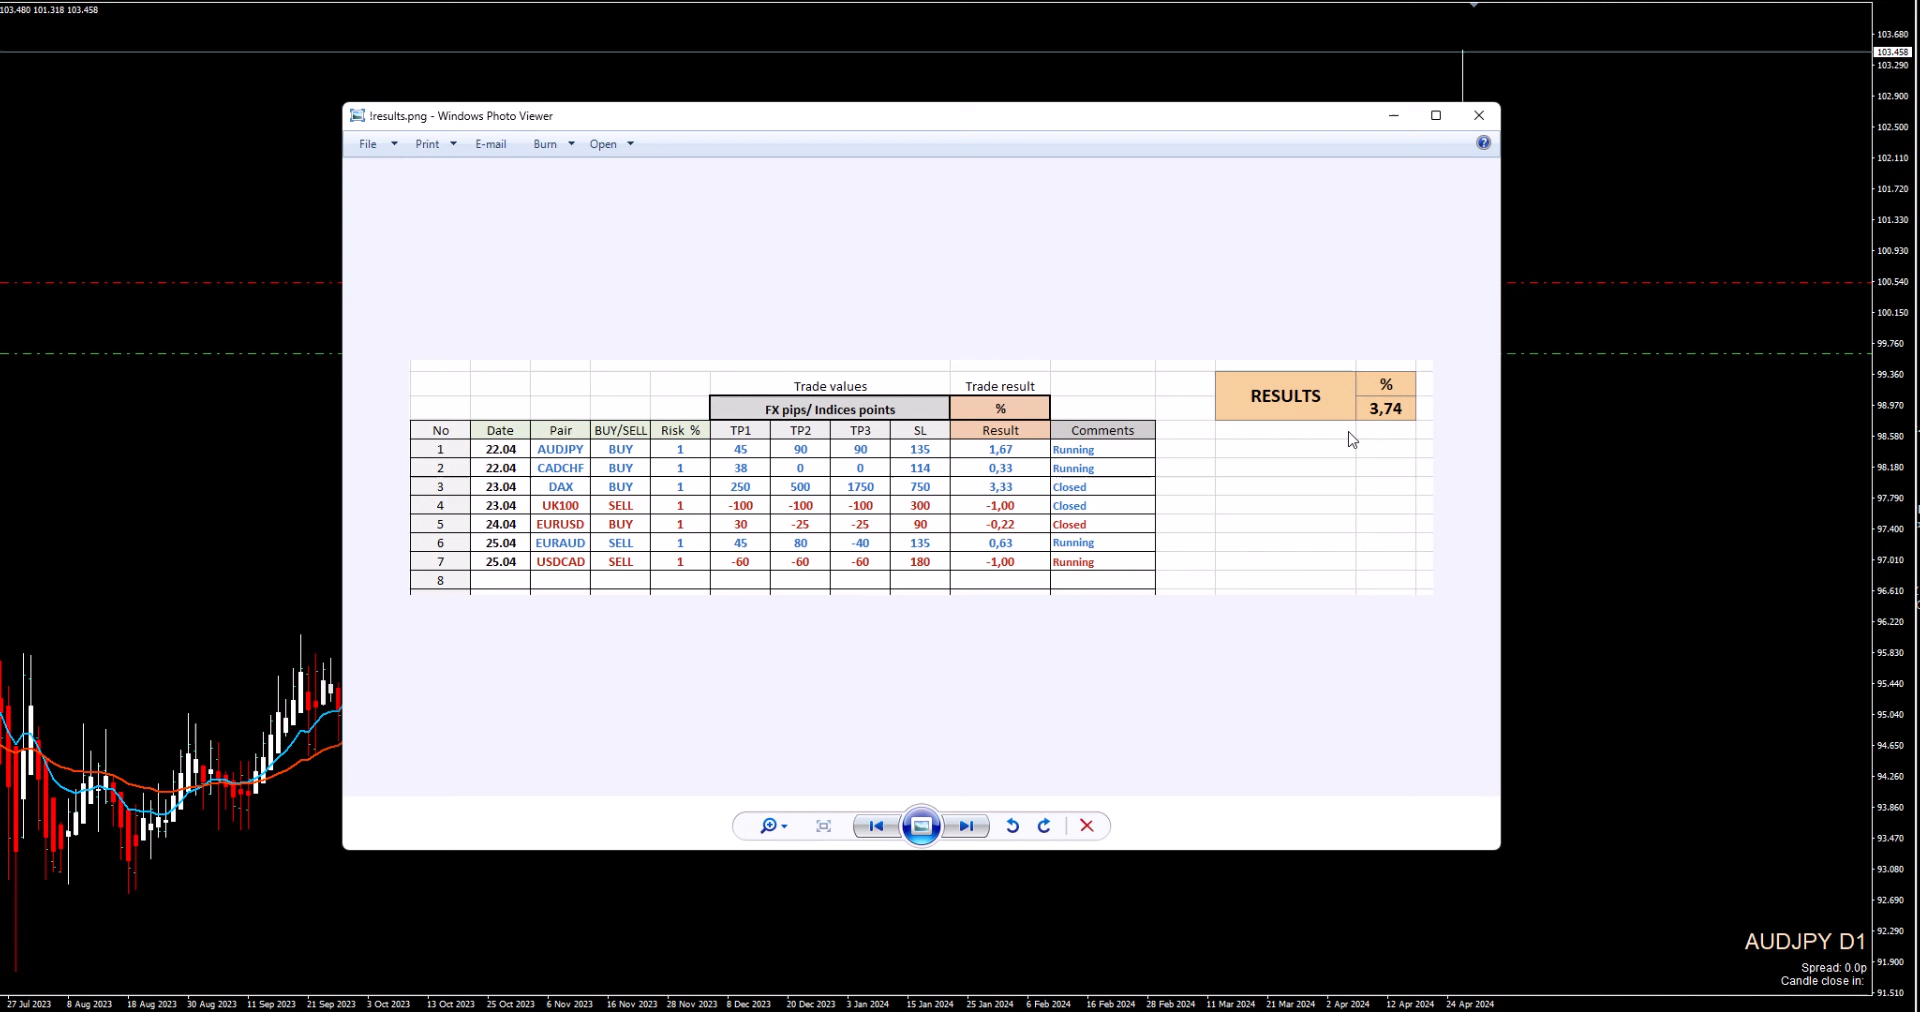 103.480 101.318 103.458
!results.png - Windows Photo Viewer
File Print E-mail Burn Open
Trade values Trade result RESULTS %
FX pips/ Indices points % 3,74
No Date Pair BUY/SELL Risk % TP1 TP2 TP3 SL Result Comments
1 22.04 AUDJPY BUY 1 45 90 90 135 1,67 Running
2 22.04 CADCHF BUY 1 38 0 0 114 0,33 Running
3 23.04 DAX BUY 1 250 500 1750 750 3,33 Closed
4 23.04 UK100 SELL 1 -100 -100 -100 300 -1,00 Closed
5 24.04 EURUSD BUY 1 30 -25 -25 90 -0,22 Closed
6 25.04 EURAUD SELL 1 45 80 -40 135 0,63 Running
7 25.04 USDCAD SELL 1 -60 -60 -60 180 -1,00 Running
8
103.680
103.458
103.290
102.900
102.500
102.110
101.720
101.330
100.930
100.540
100.150
99.760
99.360
98.970
98.580
98.180
97.790
97.400
97.010
96.610
96.220
95.830
95.440
95.040
94.650
94.260
93.860
93.470
93.080
92.690
92.290
91.900
91.510
AUDJPY D1
Spread: 0.0p
Candle close in:
27 Jul 2023 8 Aug 2023 18 Aug 2023 30 Aug 2023 11 Sep 2023 21 Sep 2023 3 Oct 2023 13 Oct 2023 25 Oct 2023 6 Nov 2023 16 Nov 2023 28 Nov 2023 8 Dec 2023 20 Dec 2023 3 Jan 2024 15 Jan 2024 25 Jan 2024 6 Feb 2024 16 Feb 2024 28 Feb 2024 11 Mar 2024 21 Mar 2024 2 Apr 2024 12 Apr 2024 24 Apr 2024